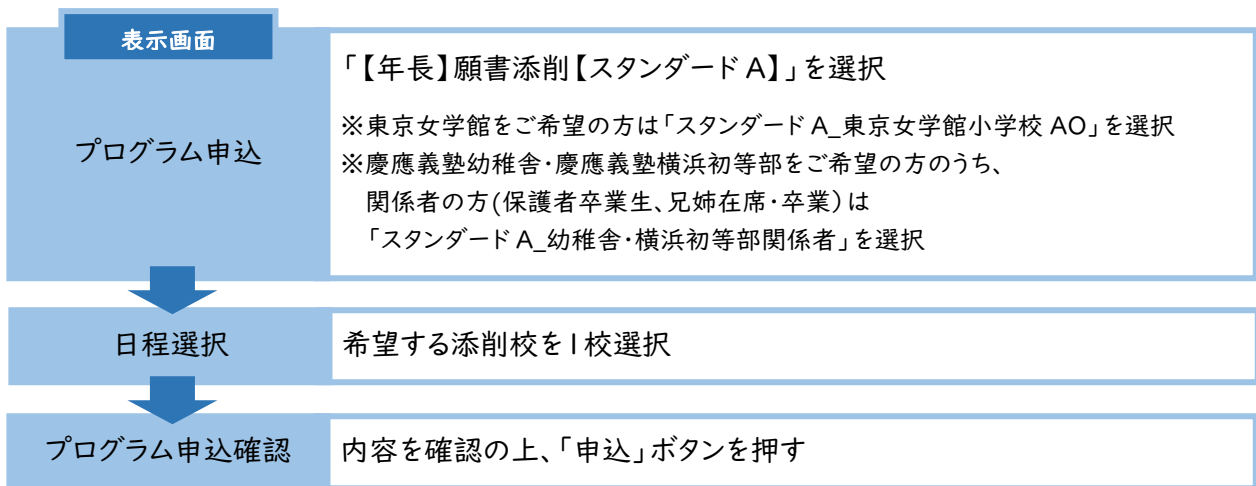 表示画面
プログラム申込
「【年長】願書添削【スタンダードA】」を選択
※東京女学館をご希望の方は「スタンダードA_東京女学館小学校AO」を選択
※慶應義塾幼稚舎・慶應義塾横浜初等部をご希望の方のうち、
関係者の方(保護者卒業生、兄姉在席・卒業)は
「スタンダードA_幼稚舎・横浜初等部関係者」を選択
日程選択
希望する添削校を1校選択
プログラム申込確認
内容を確認の上、「申込」ボタンを押す